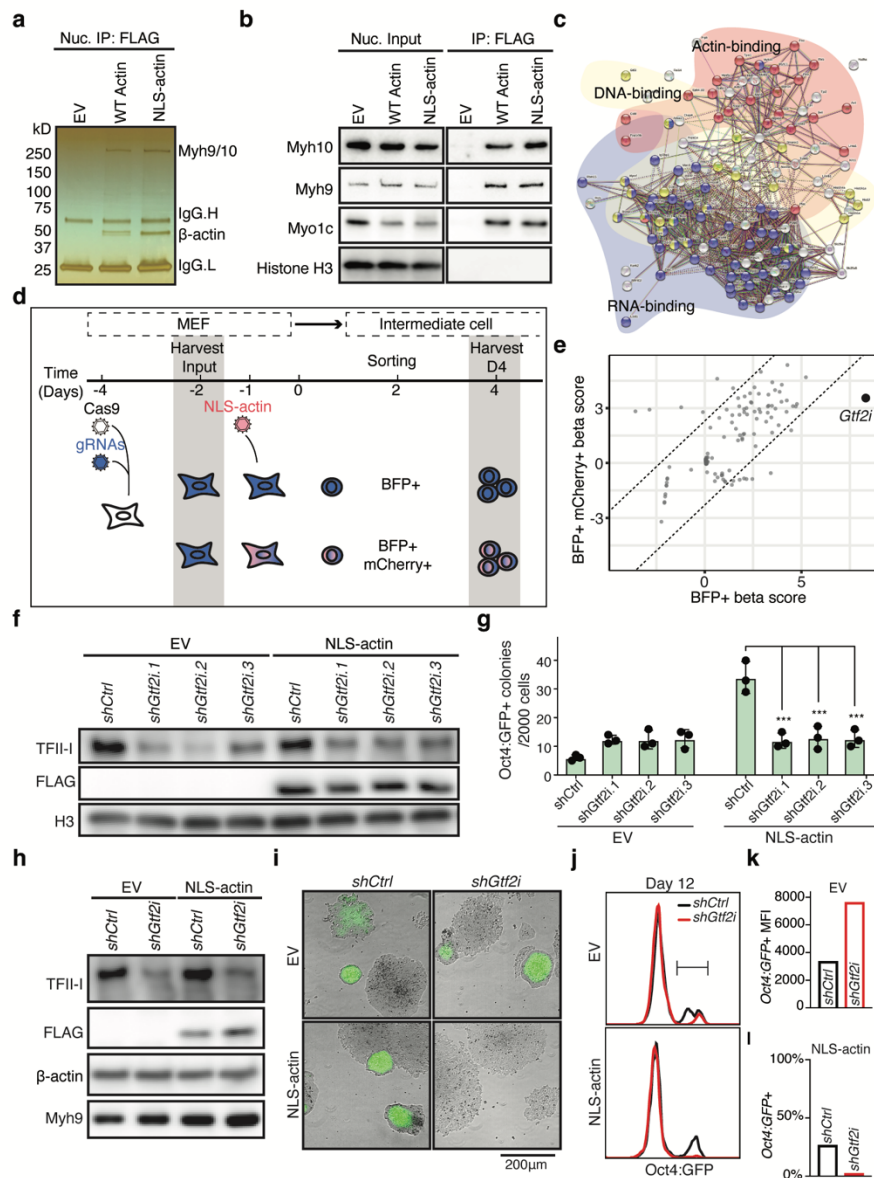 a
Nuc. IP: FLAG
EV
WT Actin
NLS-actin
kD
250
150
100
75
50
37
25
Myh9/10
IgG.H
β-actin
IgG.L
b
Nuc. Input
IP: FLAG
EV
WT Actin
NLS-actin
EV
WT Actin
NLS-actin
Myh10
Myh9
Myo1c
Histone H3
c
Actin-binding
DNA-binding
RNA-binding
d
MEF
Intermediate cell
Harvest
Input
Sorting
Harvest
D4
Time
(Days)
-4
-2
-1
0
2
4
Cas9
gRNAs
NLS-actin
BFP+
BFP+
mCherry+
e
BFP+ mCherry+ beta score
3
0
-3
Gtf2i
0
5
BFP+ beta score
f
EV
NLS-actin
shCtrl
shGtf2i.1
shGtf2i.2
shGtf2i.3
shCtrl
shGtf2i.1
shGtf2i.2
shGtf2i.3
TFII-I
FLAG
H3
g
Oct4:GFP+ colonies
/2000 cells
40
30
20
10
0
*** *** ***
shCtrl
shGtf2i.1
shGtf2i.2
shGtf2i.3
shCtrl
shGtf2i.1
shGtf2i.2
shGtf2i.3
EV
NLS-actin
h
EV
NLS-actin
shCtrl
shGtf2i
shCtrl
shGtf2i
TFII-I
FLAG
β-actin
Myh9
i
shCtrl
shGtf2i
EV
NLS-actin
200μm
j
Day 12
shCtrl
shGtf2i
EV
NLS-actin
Oct4:GFP
k
EV
Oct4:GFP+ MFI
8000
6000
4000
2000
0
shCtrl
shGtf2i
l
NLS-actin
Oct4:GFP+
100%
50%
0%
shCtrl
shGtf2i